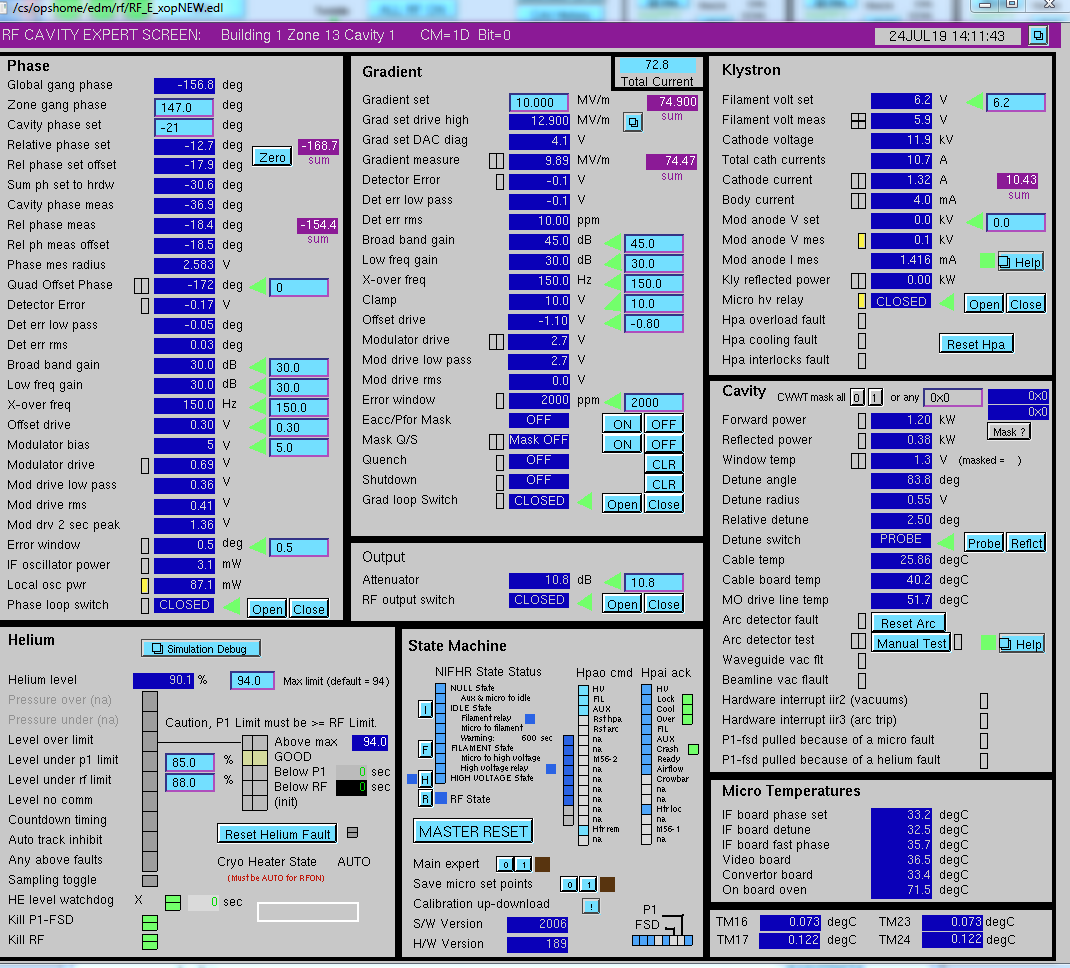 /cs/opshome/edm/rf/RF_E_xopNEW.edl
RF CAVITY EXPERT SCREEN: Building 1 Zone 13 Cavity 1 CM=1D Bit=0 24JUL19 14:11:43
Phase
Global gang phase -156.8 deg
Zone gang phase 147.0 deg
Cavity phase set -21 deg
Relative phase set -12.7 deg Zero -168.7
sum
Rel phase set offset -17.9 deg
Sum ph set to hrdw -30.6 deg
Cavity phase meas -36.9 deg
Rel phase meas -18.4 deg -154.4
sum
Rel ph meas offset -18.5 deg
Phase mes radius 2.583 V
Quad Offset Phase -172 deg 0
Detector Error -0.17 V
Det err low pass -0.05 deg
Det err rms 0.03 deg
Broad band gain 30.0 dB 30.0
Low freq gain 30.0 dB 30.0
X-over freq 150.0 Hz 150.0
Offset drive 0.30 V 0.30
Modulator bias 5 V 5.0
Modulator drive 0.69 V
Mod drive low pass 0.36 V
Mod drive rms 0.41 V
Mod drv 2 sec peak 1.36 V
Error window 0.5 deg 0.5
IF oscillator power 3.1 mW
Local osc pwr 87.1 mW
Phase loop switch CLOSED Open Close
Gradient
72.8
Total Current
Gradient set 10.000 MV/m 74.900
sum
Grad set drive high 12.900 MV/m
Grad set DAC diag 4.1 V
Gradient measure 9.89 MV/m 74.47
sum
Detector Error -0.1 V
Det err low pass -0.1 V
Det err rms 10.00 ppm
Broad band gain 45.0 dB 45.0
Low freq gain 30.0 dB 30.0
X-over freq 150.0 Hz 150.0
Clamp 10.0 V 10.0
Offset drive -1.10 V -0.80
Modulator drive 2.7 V
Mod drive low pass 2.7 V
Mod drive rms 0.0 V
Error window 2000 ppm 2000
Eacc/Pfor Mask OFF ON OFF
Mask Q/S Mask OFF ON OFF
Quench OFF CLR
Shutdown OFF CLR
Grad loop Switch CLOSED Open Close
Output
Attenuator 10.8 dB 10.8
RF output switch CLOSED Open Close
Klystron
Filament volt set 6.2 V 6.2
Filament volt meas 5.9 V
Cathode voltage 11.9 kV
Total cath currents 10.7 A
Cathode current 1.32 A 10.43
sum
Body current 4.0 mA
Mod anode V set 0.0 kV 0.0
Mod anode V mes 0.1 kV
Mod anode I mes 1.416 mA Help
Kly reflected power 0.00 kW
Micro hv relay CLOSED Open Close
Hpa overload fault
Hpa cooling fault Reset Hpa
Hpa interlocks fault
Cavity CWWT mask all 0 1 or any 0x0 0x0
0x0
Mask ?
Forward power 1.20 kW
Reflected power 0.38 kW
Window temp 1.3 V (masked = )
Detune angle 83.8 deg
Detune radius 0.55 V
Relative detune 2.50 deg
Detune switch PROBE Probe Reflct
Cable temp 25.86 degC
Cable board temp 40.2 degC
MO drive line temp 51.7 degC
Arc detector fault Reset Arc
Arc detector test Manual Test Help
Waveguide vac flt
Beamline vac flault
Hardware interrupt iir2 (vacuums)
Hardware interrupt iir3 (arc trip)
P1-fsd pulled because of a micro fault
P1-fsd pulled because of a helium fault
Helium
Simulation Debug
Helium level 90.1 % 94.0 Max limit (default = 94)
Pressure over (na)
Pressure under (na)
Caution, P1 Limit must be >= RF Limit.
Level over limit Above max 94.0
Level under p1 limit 85.0 % GOOD
Below P1 0 sec
Level under rf limit 88.0 % Below RF 0 sec
Level no comm (init)
Countdown timing
Auto track inhibit Reset Helium Fault
Any above faults Cryo Heater State AUTO
(Must be AUTO for RFON)
Sampling toggle
HE level watchdog X 0 sec
Kill P1-FSD
Kill RF
State Machine
NIFHR State Status
NULL State
Aux & micro to idle
I IDLE State
Filament relay
Micro to filament
Warming: 600 sec
F FILAMENT State
Micro to high voltage
High voltage relay
H HIGH VOLTAGE State
R RF State
Hpao cmd
HV
FIL
AUX
Rst hpa
Rst arc
na
M56-2
na
na
na
na
na
na
na
Hfr rem
na
Hpai ack
HV
Lock
Cool
Over
FIL
AUX
Crash
Ready
Airflow
Crowbar
na
na
Hfr loc
na
M56-1
na
MASTER RESET
Main expert 0 1
Save micro set points 0 1
Calibration up-download !
S/W Version 2006
H/W Version 189
P1
FSD
Micro Temperatures
IF board phase set 33.2 degC
IF board detune 32.5 degC
IF board fast phase 35.7 degC
Video board 36.5 degC
Convertor board 33.4 degC
On board oven 71.5 degC
TM16 0.073 degC TM23 0.073 degC
TM17 0.122 degC TM24 0.122 degC